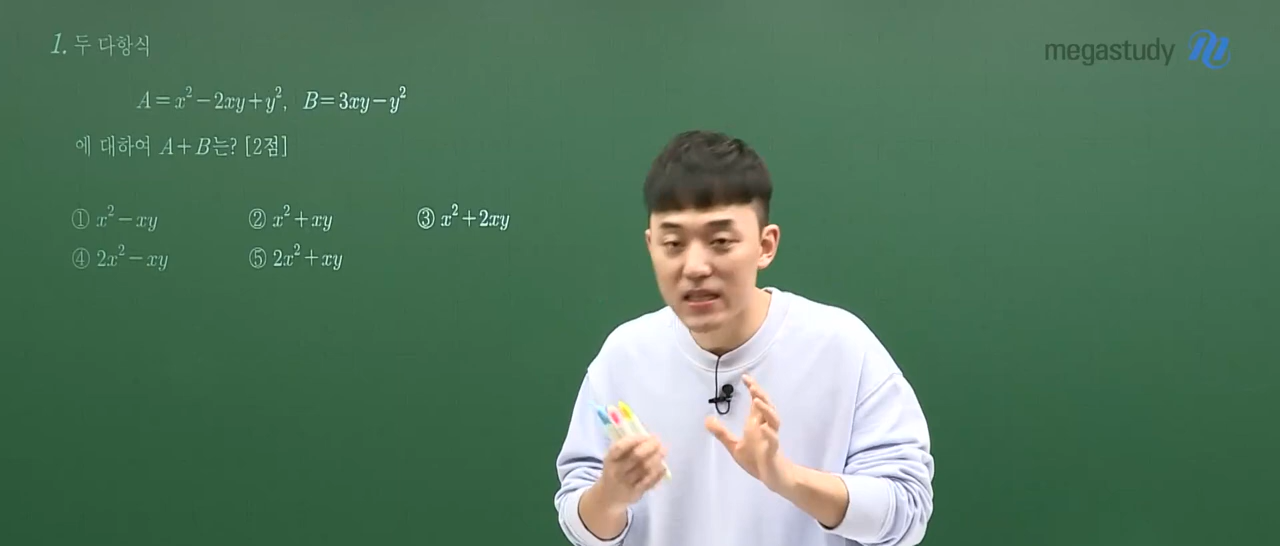 1. 두 다항식
megastudy
A=x²-2xy+y², B=3xy-y²
에 대하여 A+B는? [2점]
① x²-xy ② x²+xy ③ x²+2xy
④ 2x²-xy ⑤ 2x²+xy